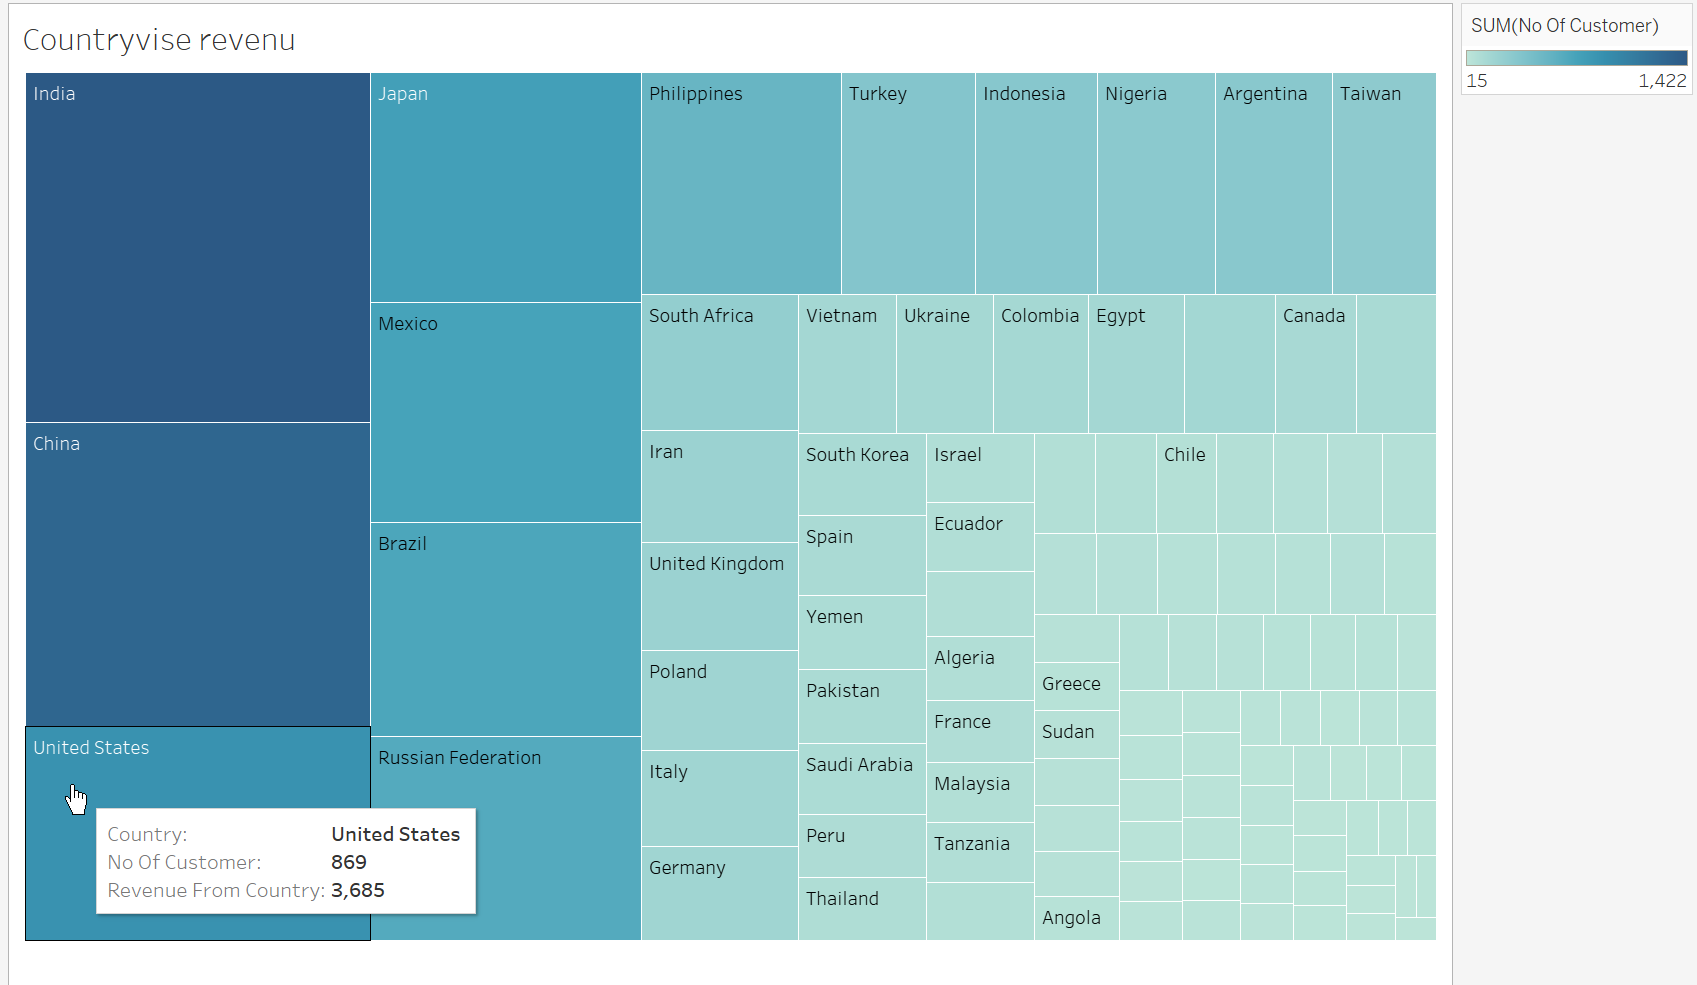 Countryvise revenu
SUM(No Of Customer)
15 1,422
India
Japan
Philippines
Turkey
Indonesia
Nigeria
Argentina
Taiwan
Mexico
South Africa
Vietnam
Ukraine
Colombia
Egypt
Canada
China
Iran
South Korea
Israel
Chile
Brazil
Ecuador
Spain
United Kingdom
Yemen
Algeria
Poland
Greece
Pakistan
France
Sudan
United States
Russian Federation
Italy
Saudi Arabia
Malaysia
Peru
Tanzania
Germany
Thailand
Angola
Country: United States
No Of Customer: 869
Revenue From Country: 3,685